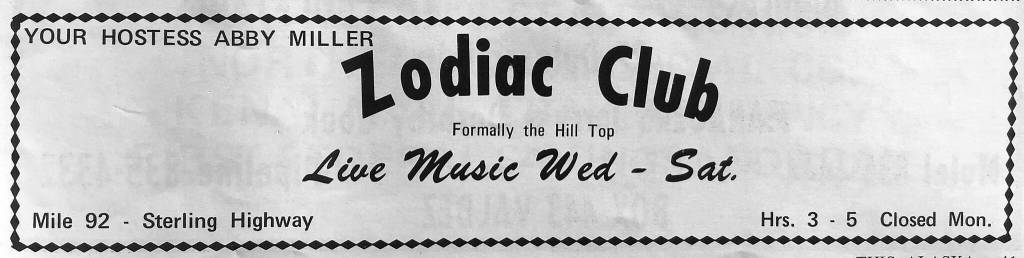 YOUR HOSTESS ABBY MILLER
Zodiac Club
Formally the Hill Top
Live Music Wed - Sat.
Mile 92 - Sterling Highway
Hrs. 3 - 5 Closed Mon.